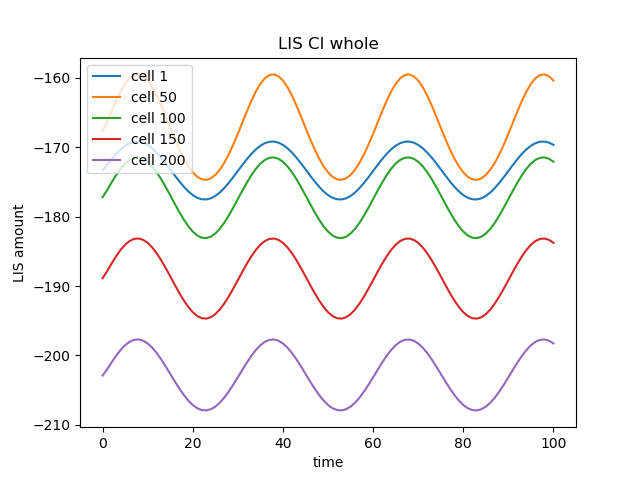 LIS Cl whole
cell 1
cell 50
cell 100
cell 150
cell 200
LIS amount
−160
−170
−180
−190
−200
−210
0 20 40 60 80 100
time